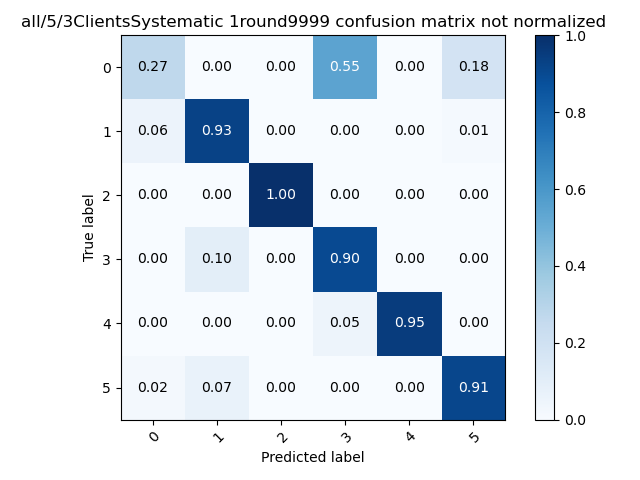 all/5/3ClientsSystematic 1round9999 confusion matrix not normalized
0 0.27 0.00 0.00 0.55 0.00 0.18
1 0.06 0.93 0.00 0.00 0.00 0.01
2 0.00 0.00 1.00 0.00 0.00 0.00
3 0.00 0.10 0.00 0.90 0.00 0.00
4 0.00 0.00 0.00 0.05 0.95 0.00
5 0.02 0.07 0.00 0.00 0.00 0.91
0 1 2 3 4 5
True label
Predicted label
1.0
0.8
0.6
0.4
0.2
0.0